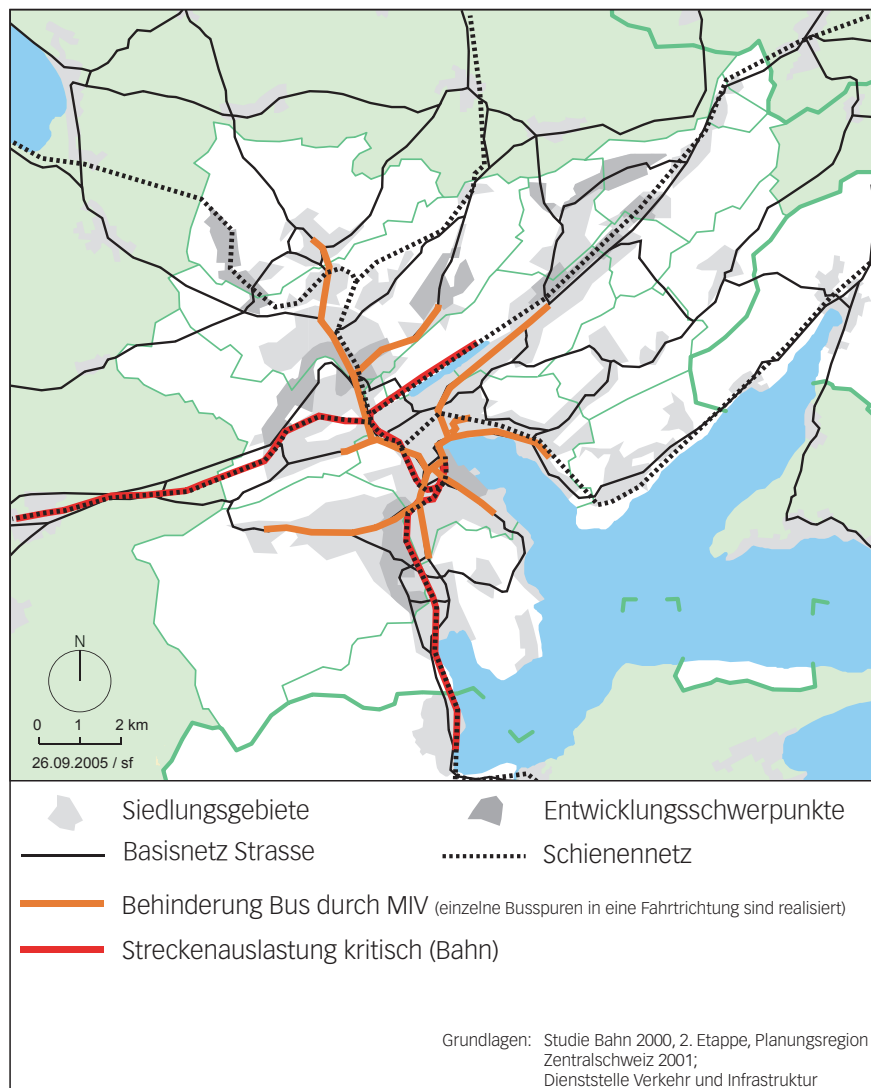 N
0 1 2 km
26.09.2005 / sf
Siedlungsgebiete
Entwicklungsschwerpunkte
Basisnetz Strasse
Schienennetz
Behinderung Bus durch MIV (einzelne Busspuren in eine Fahrtrichtung sind realisiert)
Streckenauslastung kritisch (Bahn)
Grundlagen: Studie Bahn 2000, 2. Etappe, Planungsregion
Zentralschweiz 2001;
Dienststelle Verkehr und Infrastruktur